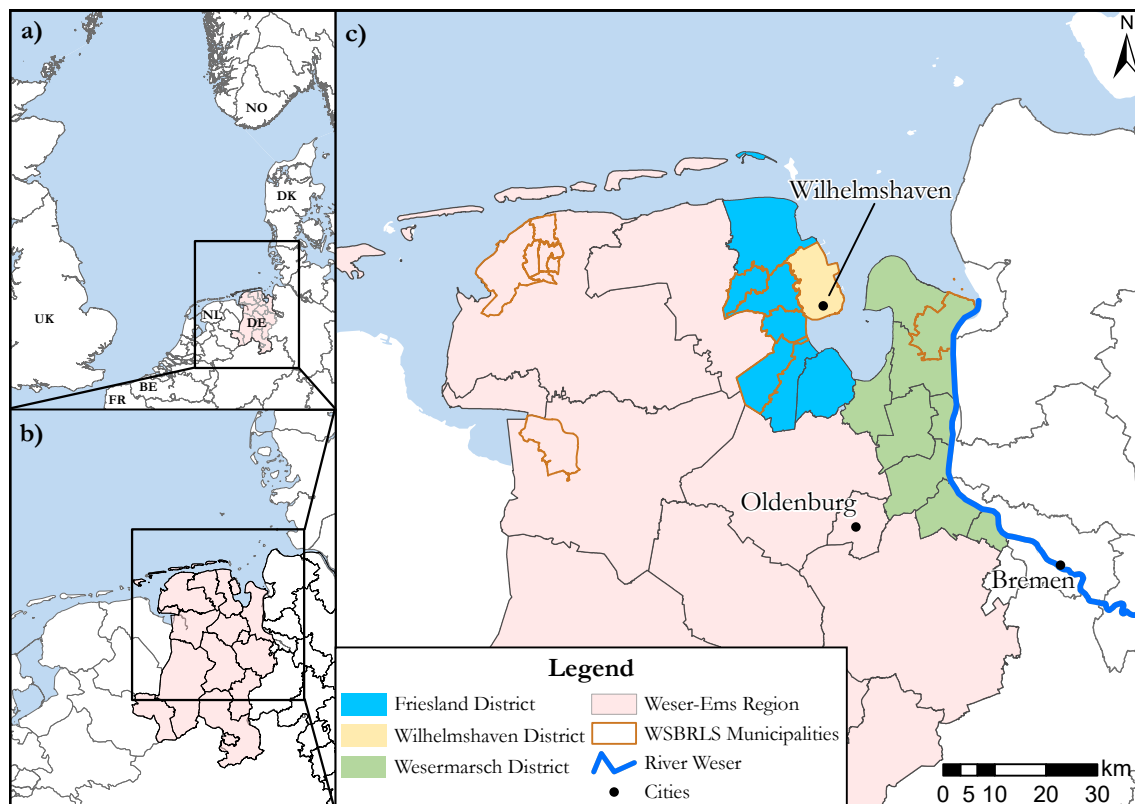 a)
NO
DK
UK
NL
DE
BE
FR
b)
c)
N
Wilhelmshaven
Oldenburg
Bremen
Legend
Friesland District
Weser-Ems Region
Wilhelmshaven District
WSBRLS Municipalities
Wesermarsch District
River Weser
Cities
km
0 5 10 20 30